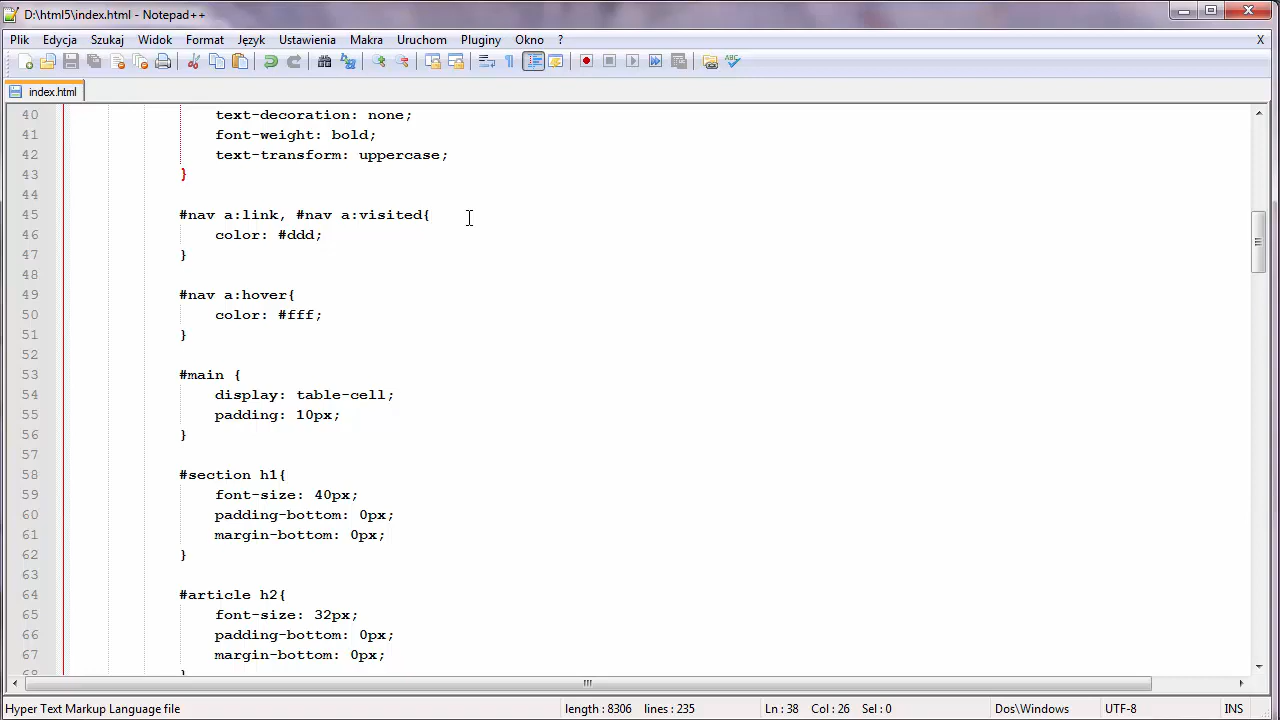 D:\html5\index.html - Notepad++
Plik Edycja Szukaj Widok Format Język Ustawienia Makra Uruchom Pluginy Okno ? X
index.html
40 text-decoration: none;
41 font-weight: bold;
42 text-transform: uppercase;
43 }
44
45 #nav a:link, #nav a:visited{
46 color: #ddd;
47 }
48
49 #nav a:hover{
50 color: #fff;
51 }
52
53 #main {
54 display: table-cell;
55 padding: 10px;
56 }
57
58 #section h1{
59 font-size: 40px;
60 padding-bottom: 0px;
61 margin-bottom: 0px;
62 }
63
64 #article h2{
65 font-size: 32px;
66 padding-bottom: 0px;
67 margin-bottom: 0px;
68 }
Hyper Text Markup Language file length : 8306 lines : 235 Ln : 38 Col : 26 Sel : 0 Dos\Windows UTF-8 INS